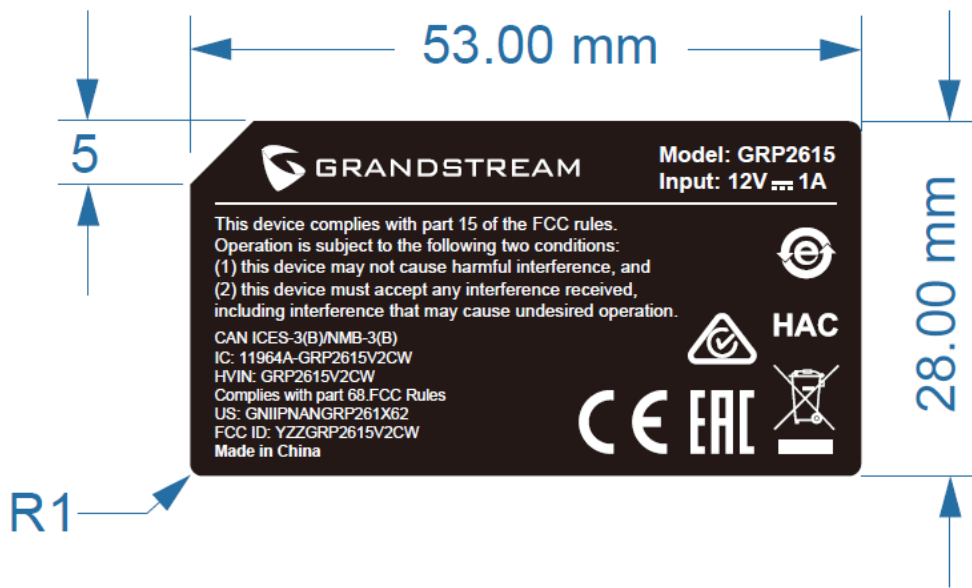 53.00 mm
5
GRANDSTREAM
Model: GRP2615
Input: 12V ⎓ 1A
This device complies with part 15 of the FCC rules.
Operation is subject to the following two conditions:
(1) this device may not cause harmful interference, and
(2) this device must accept any interference received,
including interference that may cause undesired operation.
CAN ICES-3(B)/NMB-3(B)
IC: 11964A-GRP2615V2CW
HVIN: GRP2615V2CW
Complies with part 68.FCC Rules
US: GNIIPNANGRP261X62
FCC ID: YZZGRP2615V2CW
Made in China
e
HAC
CE
EAC
28.00 mm
R1